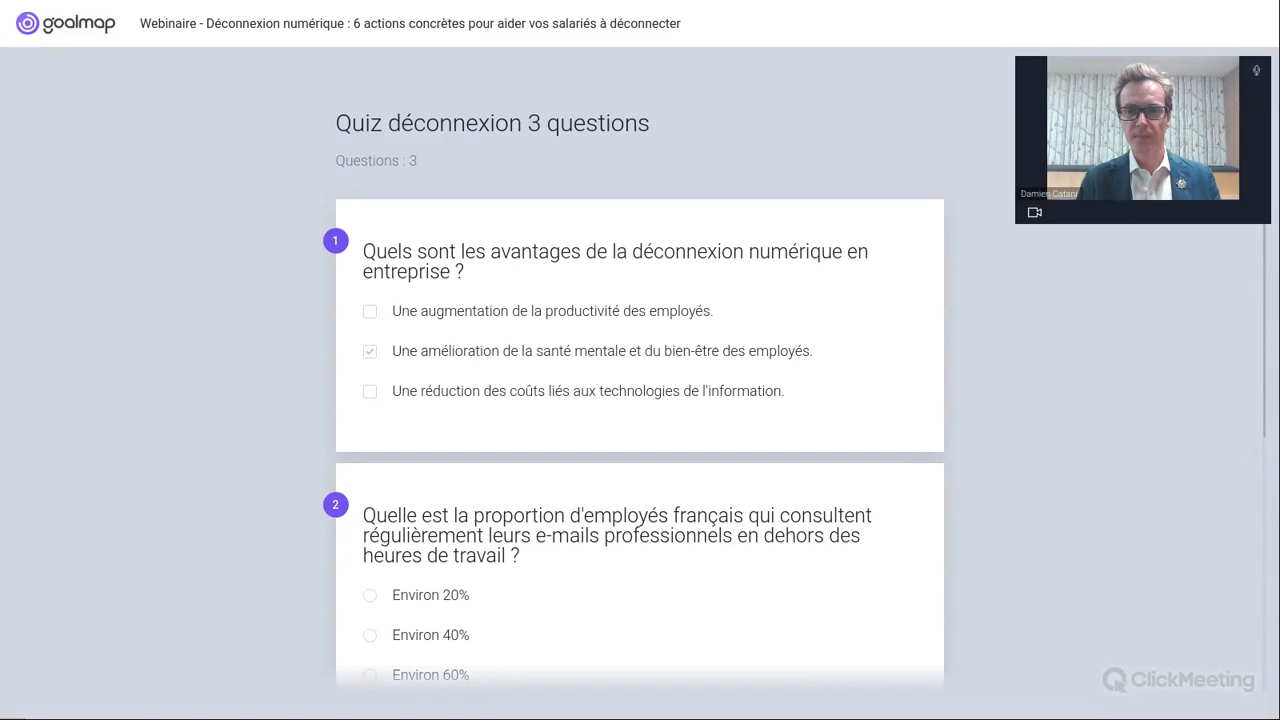 goalmap
Webinaire - Déconnexion numérique : 6 actions concrètes pour aider vos salariés à déconnecter
Quiz déconnexion 3 questions
Questions : 3
1
Quels sont les avantages de la déconnexion numérique en
entreprise ?
Une augmentation de la productivité des employés.
Une amélioration de la santé mentale et du bien-être des employés.
Une réduction des coûts liés aux technologies de l'information.
2
Quelle est la proportion d'employés français qui consultent
régulièrement leurs e-mails professionnels en dehors des
heures de travail ?
Environ 20%
Environ 40%
Environ 60%
Damien Catani
ClickMeeting